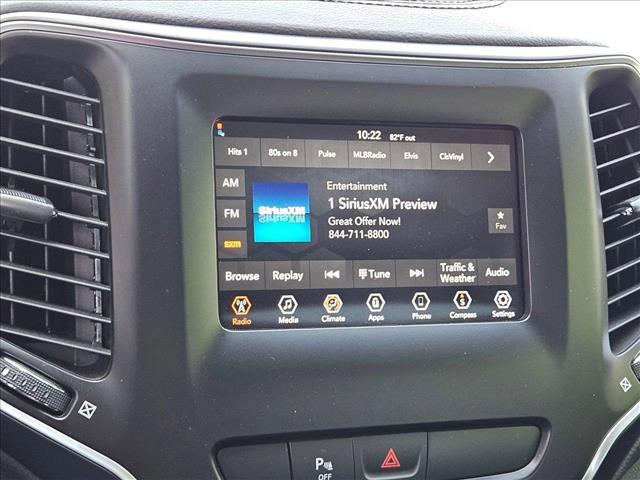 10:22 82°F out
Hits 1 80s on 8 Pulse MLBRadio Elvis ClsVinyl
AM
FM
SXM
SiriusXM
Entertainment
1 SiriusXM Preview
Great Offer Now!
844-711-8800
Fav
Browse Replay Tune Traffic & Weather Audio
Radio Media Climate Apps Phone Compass Settings
P
OFF